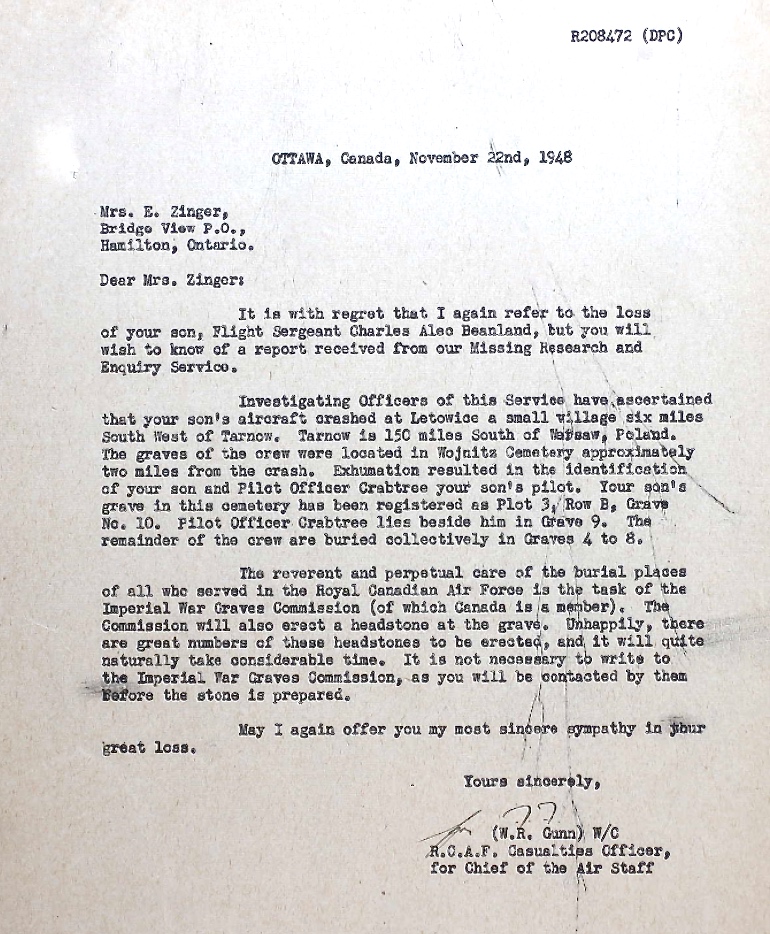 R208472 (DPC)
OTTAWA, Canada, November 22nd, 1948
Mrs. E. Zinger,
Bridge View P.O.,
Hamilton, Ontario.
Dear Mrs. Zinger:
It is with regret that I again refer to the loss
of your son, Flight Sergeant Charles Alec Beanland, but you will
wish to know of a report received from our Missing Research and
Enquiry Service.
Investigating Officers of this Service have ascertained
that your son's aircraft crashed at Letowice a small village six miles
South West of Tarnow. Tarnow is 150 miles South of Warsaw, Poland.
The graves of the crew were located in Wojnitz Cemetery approximately
two miles from the crash. Exhumation resulted in the identification
of your son and Pilot Officer Crabtree your son's pilot. Your son's
grave in this cemetery has been registered as Plot 3, Row B, Grave
No. 10. Pilot Officer Crabtree lies beside him in Grave 9. The
remainder of the crew are buried collectively in Graves 4 to 8.
The reverent and perpetual care of the burial places
of all who served in the Royal Canadian Air Force is the task of the
Imperial War Graves Commission (of which Canada is a member). The
Commission will also erect a headstone at the grave. Unhappily, there
are great numbers of these headstones to be erected, and it will quite
naturally take considerable time. It is not necessary to write to
the Imperial War Graves Commission, as you will be contacted by them
before the stone is prepared.
May I again offer you my most sincere sympathy in your
great loss.
Yours sincerely,
(W.R. Gunn) W/C
R.C.A.F. Casualties Officer,
for Chief of the Air Staff